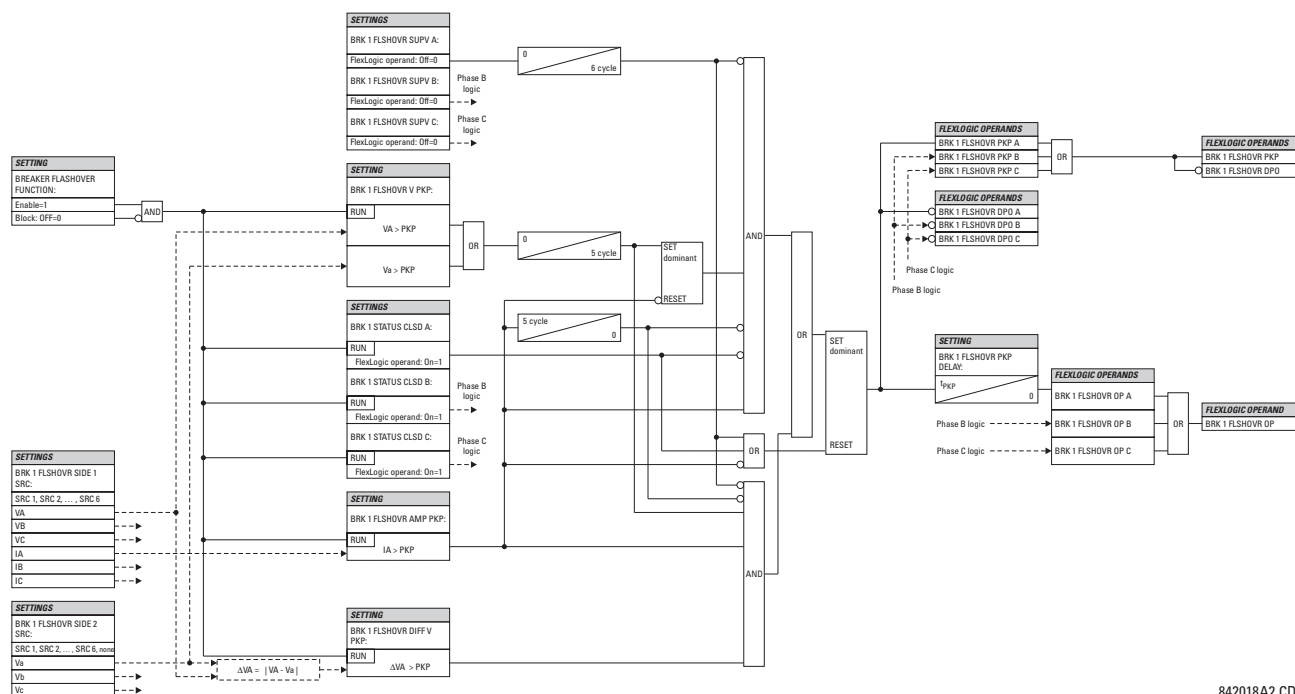 SETTINGS
BRK 1 FLSHOVR SUPV A:
FlexLogic operand: Off=0
BRK 1 FLSHOVR SUPV B:
FlexLogic operand: Off=0
BRK 1 FLSHOVR SUPV C:
FlexLogic operand: Off=0
Phase B
logic
Phase C
logic
0
6 cycle
SETTING
BREAKER FLASHOVER
FUNCTION:
Enable=1
Block: OFF=0
AND
SETTING
BRK 1 FLSHOVR V PKP:
RUN
VA > PKP
Va > PKP
OR
0
5 cycle
SET
dominant
RESET
SETTINGS
BRK 1 STATUS CLSD A:
RUN
FlexLogic operand: On=1
BRK 1 STATUS CLSD B:
RUN
FlexLogic operand: On=1
BRK 1 STATUS CLSD C:
RUN
FlexLogic operand: On=1
Phase B
logic
Phase C
logic
5 cycle
0
SETTINGS
BRK 1 FLSHOVR SIDE 1
SRC:
SRC 1, SRC 2, ... , SRC 6
VA
VB
VC
IA
IB
IC
SETTING
BRK 1 FLSHOVR AMP PKP:
RUN
IA > PKP
SETTINGS
BRK 1 FLSHOVR SIDE 2
SRC:
SRC 1, SRC 2, ... , SRC 6, none
Va
Vb
Vc
ΔVA = | VA - Va |
SETTING
BRK 1 FLSHOVR DIFF V
PKP:
RUN
ΔVA > PKP
AND
OR
AND
OR
SET
dominant
RESET
FLEXLOGIC OPERANDS
BRK 1 FLSHOVR PKP A
BRK 1 FLSHOVR PKP B
BRK 1 FLSHOVR PKP C
OR
FLEXLOGIC OPERANDS
BRK 1 FLSHOVR PKP
BRK 1 FLSHOVR DPO
FLEXLOGIC OPERANDS
BRK 1 FLSHOVR DPO A
BRK 1 FLSHOVR DPO B
BRK 1 FLSHOVR DPO C
Phase C logic
Phase B logic
SETTING
BRK 1 FLSHOVR PKP
DELAY:
tPKP
0
Phase B logic
Phase C logic
FLEXLOGIC OPERANDS
BRK 1 FLSHOVR OP A
BRK 1 FLSHOVR OP B
BRK 1 FLSHOVR OP C
OR
FLEXLOGIC OPERAND
BRK 1 FLSHOVR OP
842018A2.CD